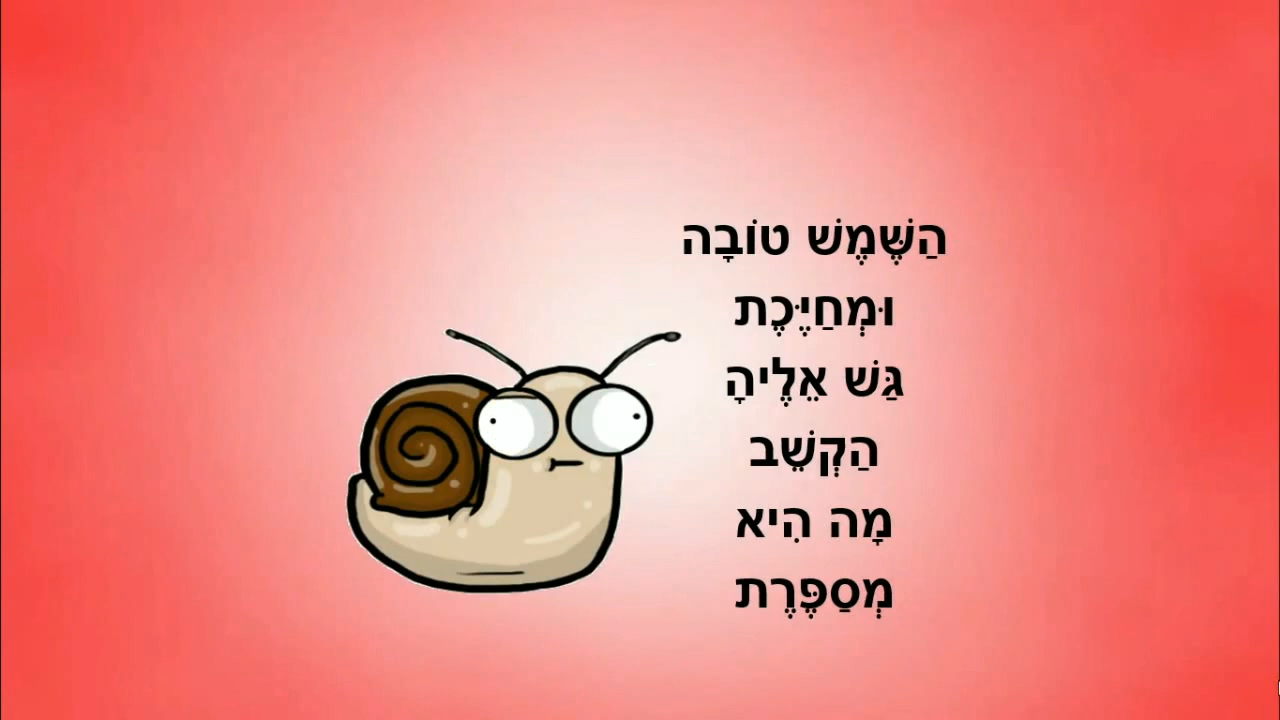 הַשֶּׁמֶשׁ טוֹבָה
וּמְחַיֶּכֶת
גַּשׁ אֵלֶיהָ
הַקְשֵׁב
מָה הִיא
מְסַפֶּרֶת